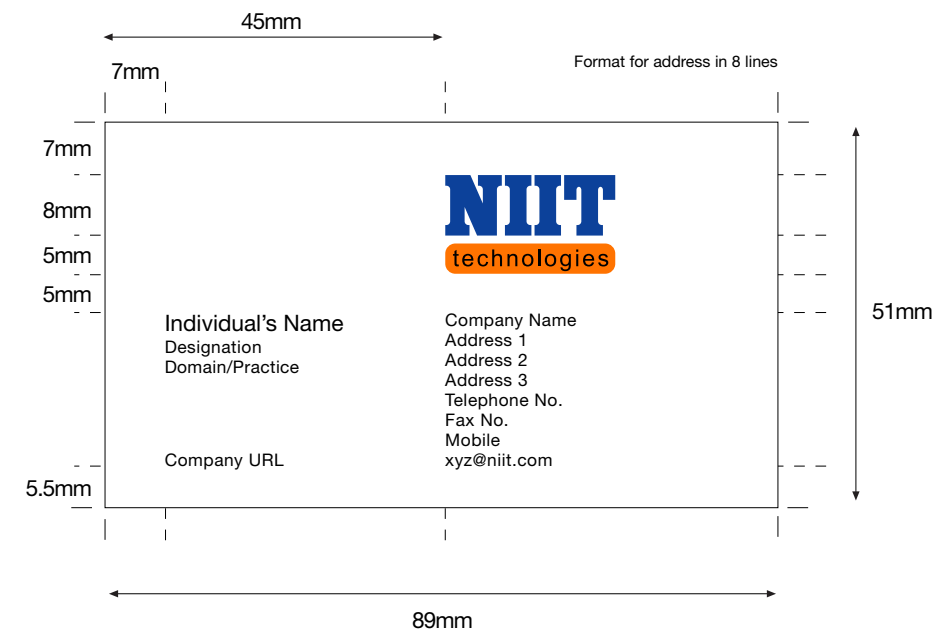 45mm
Format for address in 8 lines
7mm
7mm
NIIT
8mm
technologies
5mm
5mm
51mm
Individual's Name
Designation
Domain/Practice
Company Name
Address 1
Address 2
Address 3
Telephone No.
Fax No.
Mobile
xyz@niit.com
Company URL
5.5mm
89mm